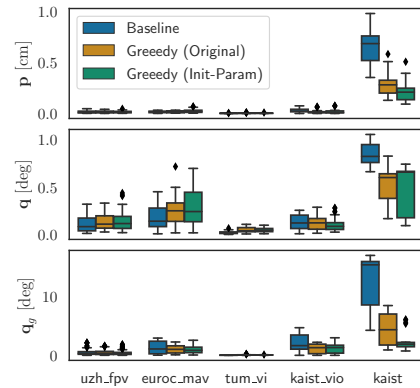 Baseline
Greeedy (Original)
Greedy (Init-Param)
p [cm]
1.0
0.5
0.0
q [deg]
1.0
0.5
0.0
q_g [deg]
10
0
uzh_fpv
euroc_mav
tum_vi
kaist_vio
kaist